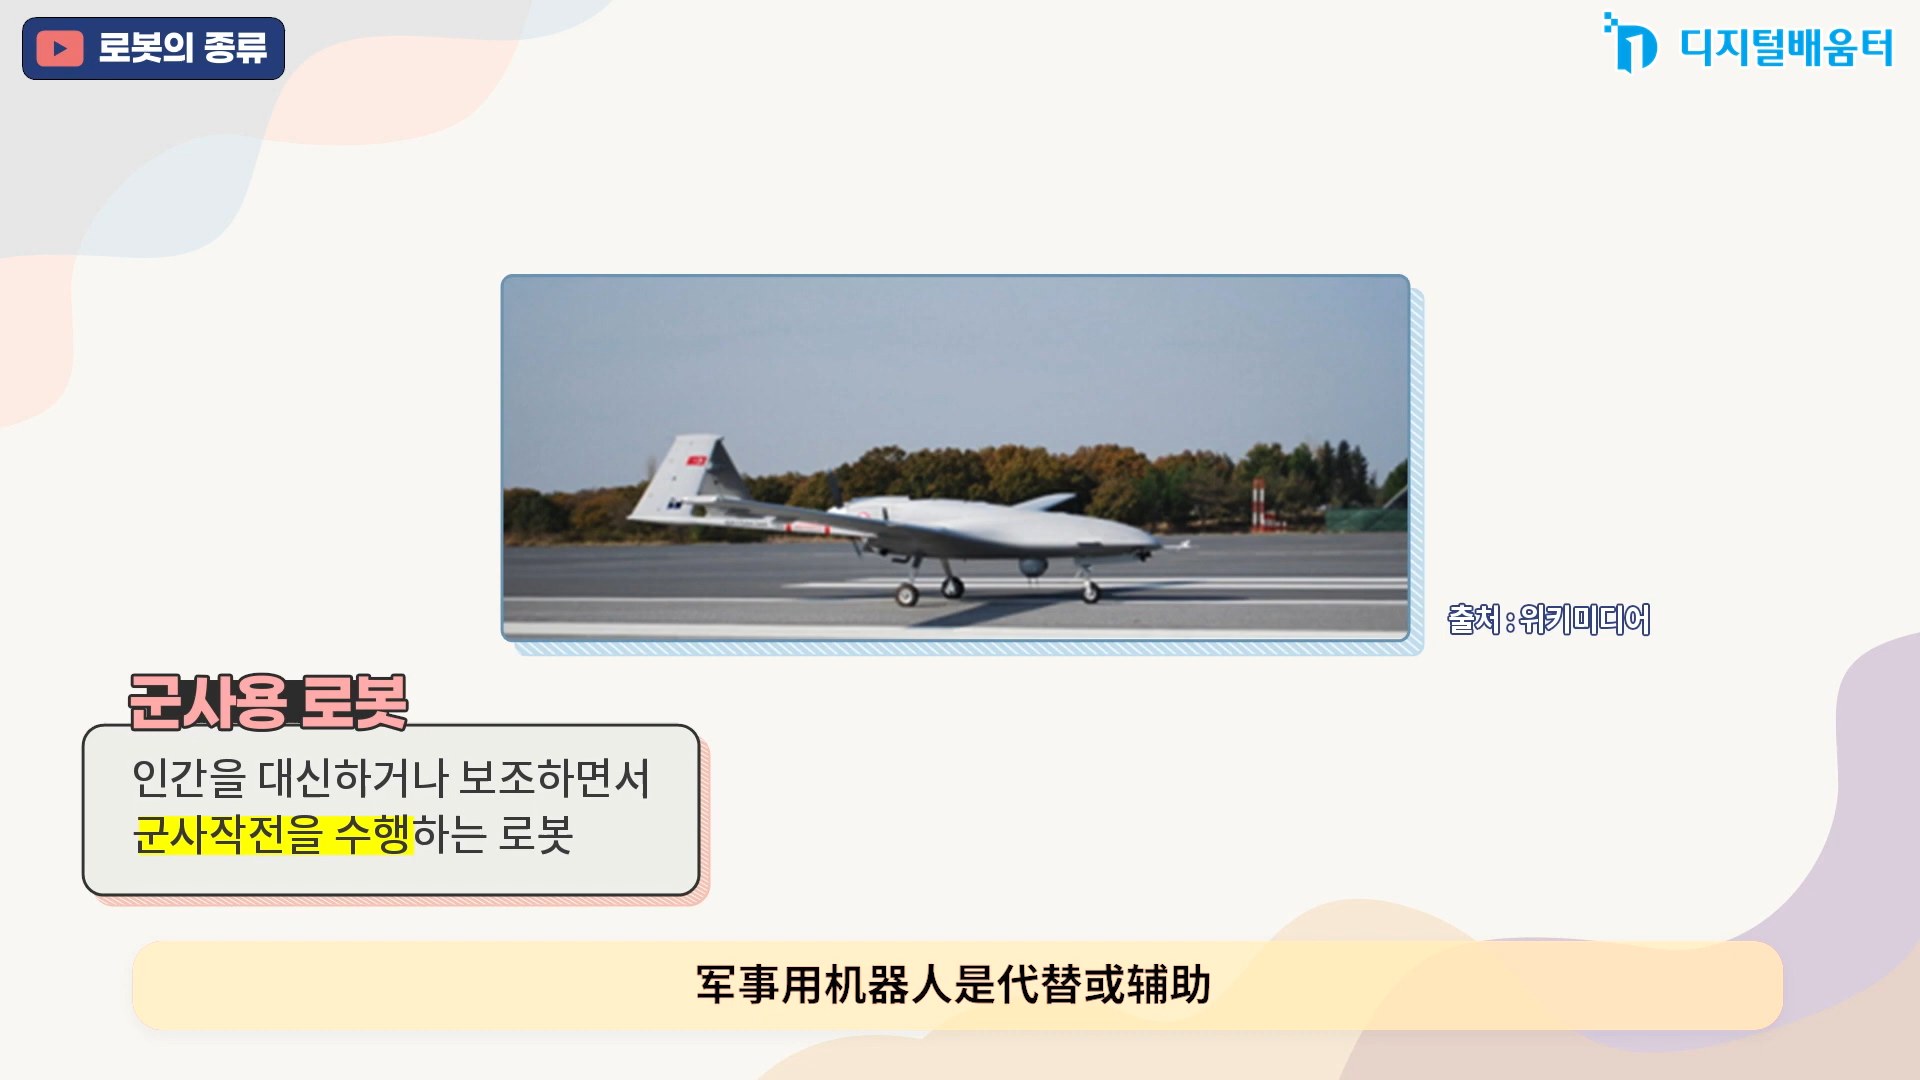 로봇의 종류
디지털배움터
출처 : 위키미디어
군사용 로봇
인간을 대신하거나 보조하면서
군사작전을 수행하는 로봇
军事用机器人是代替或辅助